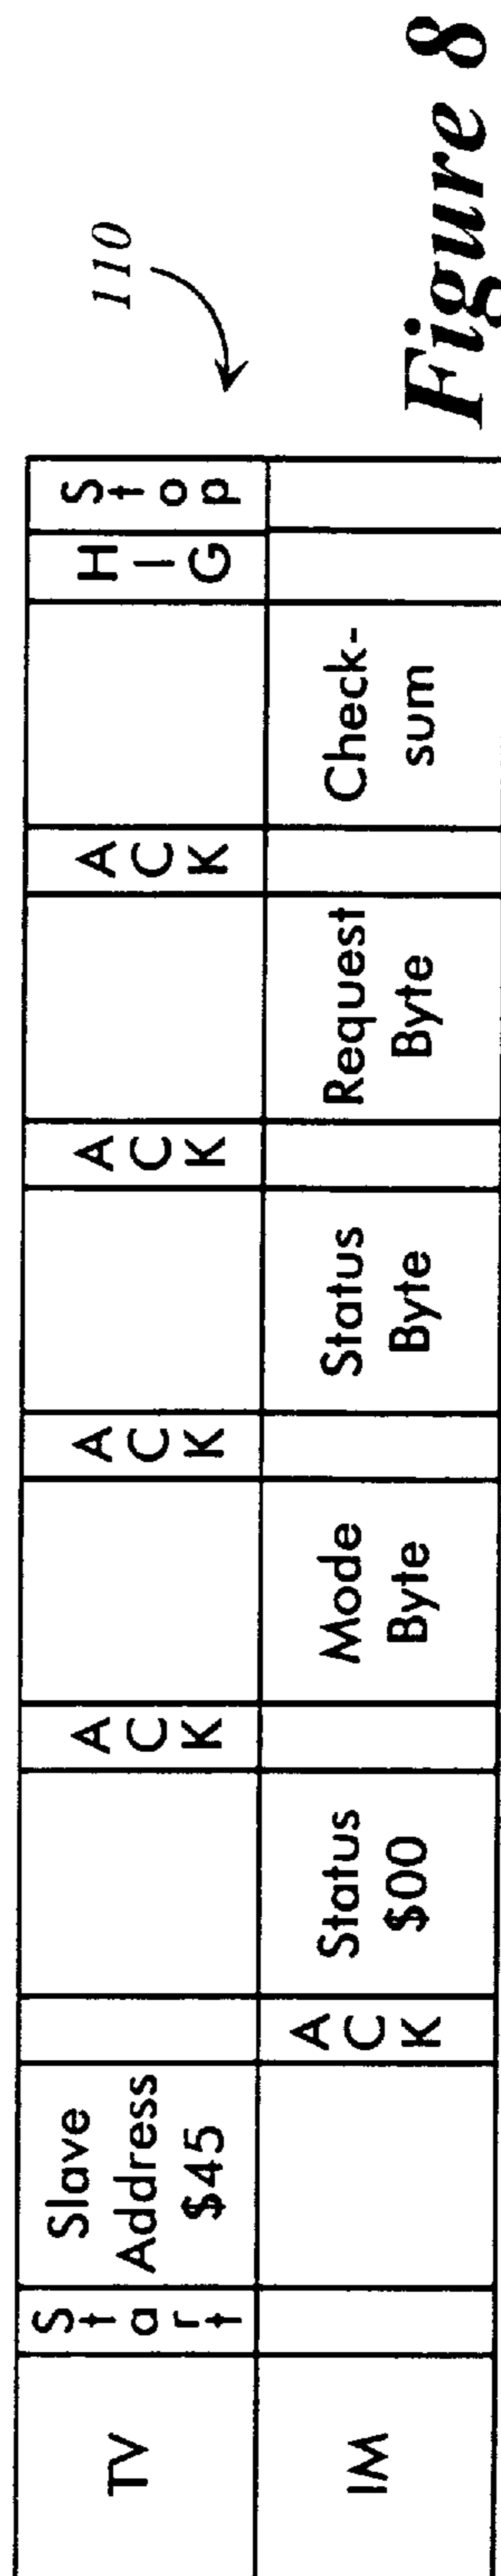 110
TV
Start
Slave
Address
$45
ACK
ACK
ACK
ACK
HIG
Stop
IM
ACK
Status
$00
Mode
Byte
Status
Byte
Request
Byte
Check-
sum
Figure 8